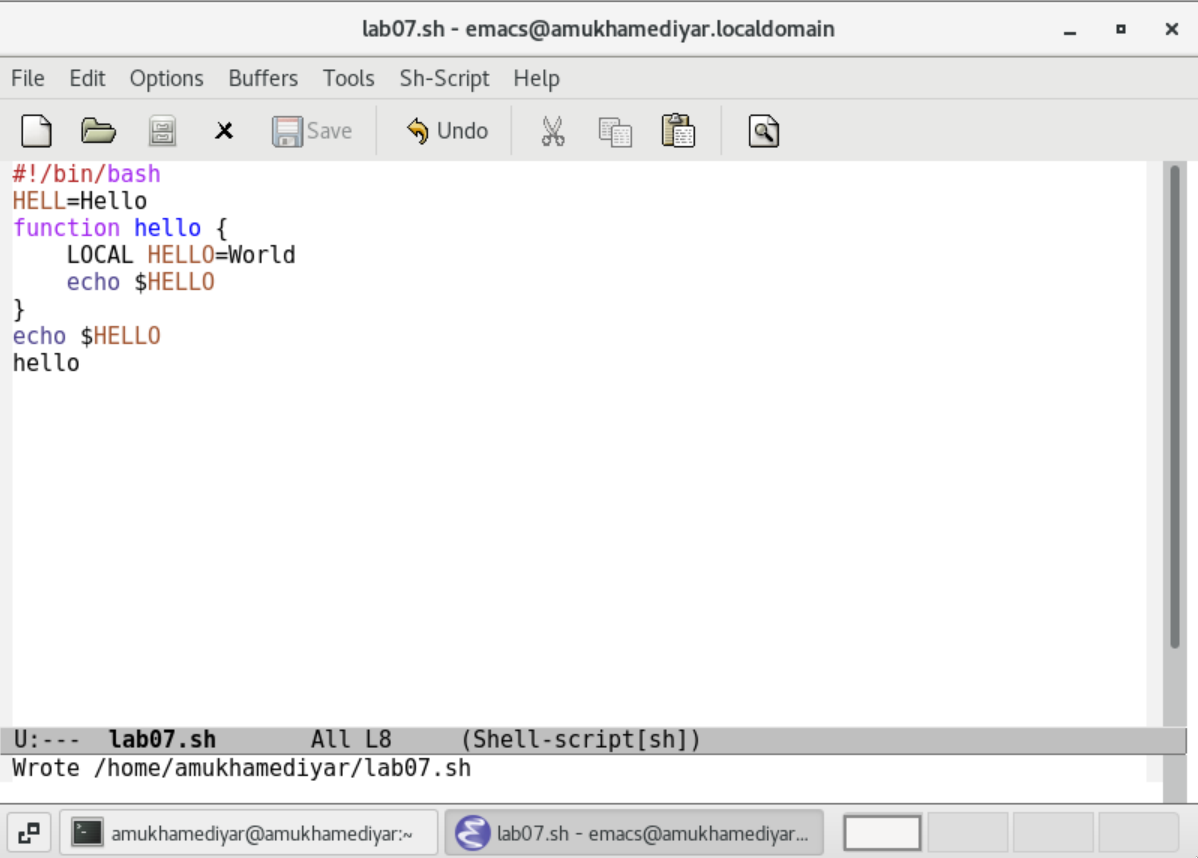 lab07.sh - emacs@amukhamediyar.localdomain
File Edit Options Buffers Tools Sh-Script Help
Save Undo
#!/bin/bash
HELL=Hello
function hello {
    LOCAL HELLO=World
    echo $HELLO
}
echo $HELLO
hello
U:--- lab07.sh All L8 (Shell-script[sh])
Wrote /home/amukhamediyar/lab07.sh
amukhamediyar@amukhamediyar:~ lab07.sh - emacs@amukhamediyar...